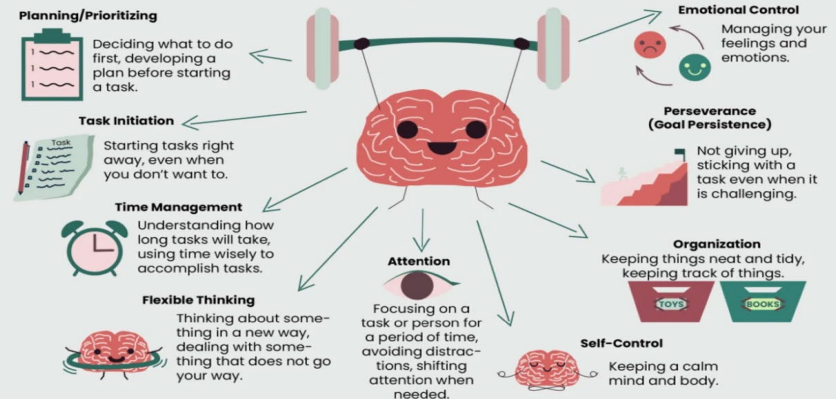 Planning/Prioritizing
Deciding what to do
first, developing a
plan before starting
a task.
1
1
1
Task Initiation
Task
Starting tasks right
away, even when
you don't want to.
Time Management
Understanding how
long tasks will take,
using time wisely to
accomplish tasks.
Flexible Thinking
Thinking about some-
thing in a new way,
dealing with some-
thing that does not go
your way.
Attention
Focusing on a
task or person for
a period of time,
avoiding distrac-
tions, shifting
attention when
needed.
Emotional Control
Managing your
feelings and
emotions.
Perseverance
(Goal Persistence)
Not giving up,
sticking with a
task even when it
is challenging.
Organization
Keeping things neat and tidy,
keeping track of things.
TOYS
BOOKS
Self-Control
Keeping a calm
mind and body.